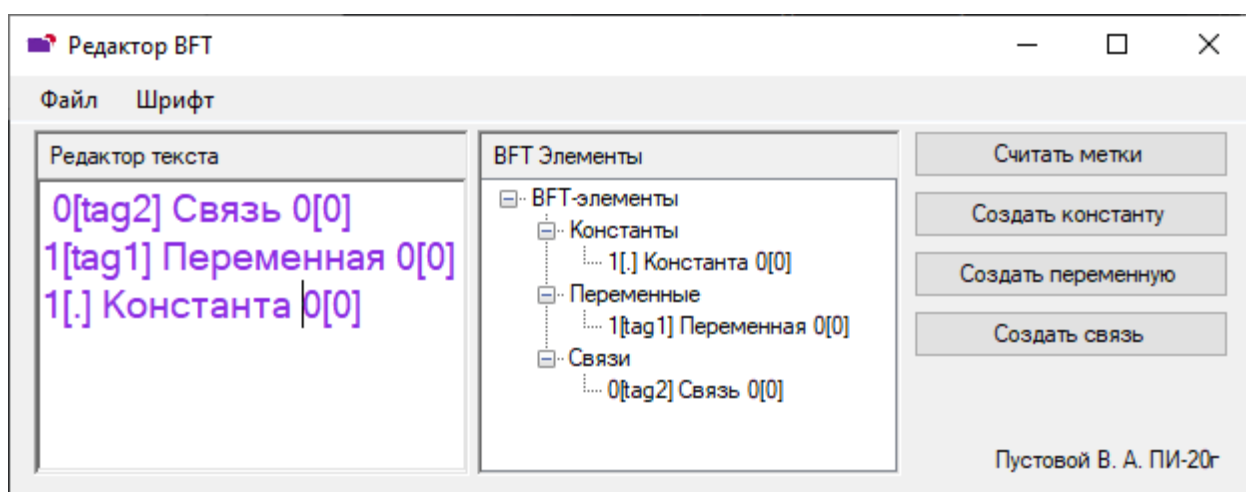 Редактор BFT
Файл Шрифт
Редактор текста
0[tag2] Связь 0[0]
1[tag1] Переменная 0[0]
1[.] Константа 0[0]
BFT Элементы
BFT-элементы
Константы
1[.] Константа 0[0]
Переменные
1[tag1] Переменная 0[0]
Связи
0[tag2] Связь 0[0]
Считать метки
Создать константу
Создать переменную
Создать связь
Пустовой В. А. ПИ-20г